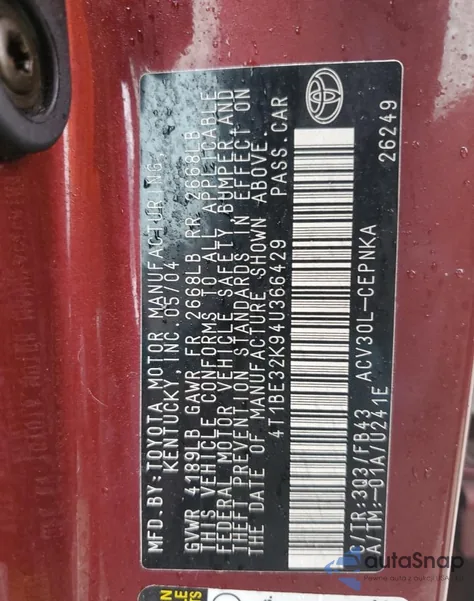 MFD.BY:TOYOTA MOTOR MANUFACTURING,
KENTUCKY, INC. 05/04
GVWR 4189LB GAWR FR 2668LB RR 2668LB
THIS VEHICLE CONFORMS TO ALL APPLICABLE
FEDERAL MOTOR VEHICLE SAFETY, BUMPER,AND
THEFT PREVENTION STANDARDS IN EFFECT ON
THE DATE OF MANUFACTURE SHOWN ABOVE.
4T1BE32K94U366429 PASS.CAR
C/TR:3Q3/FB43 ACV30L-CEPNKA
A/TM:-01A/U241E 26249
autoSnap